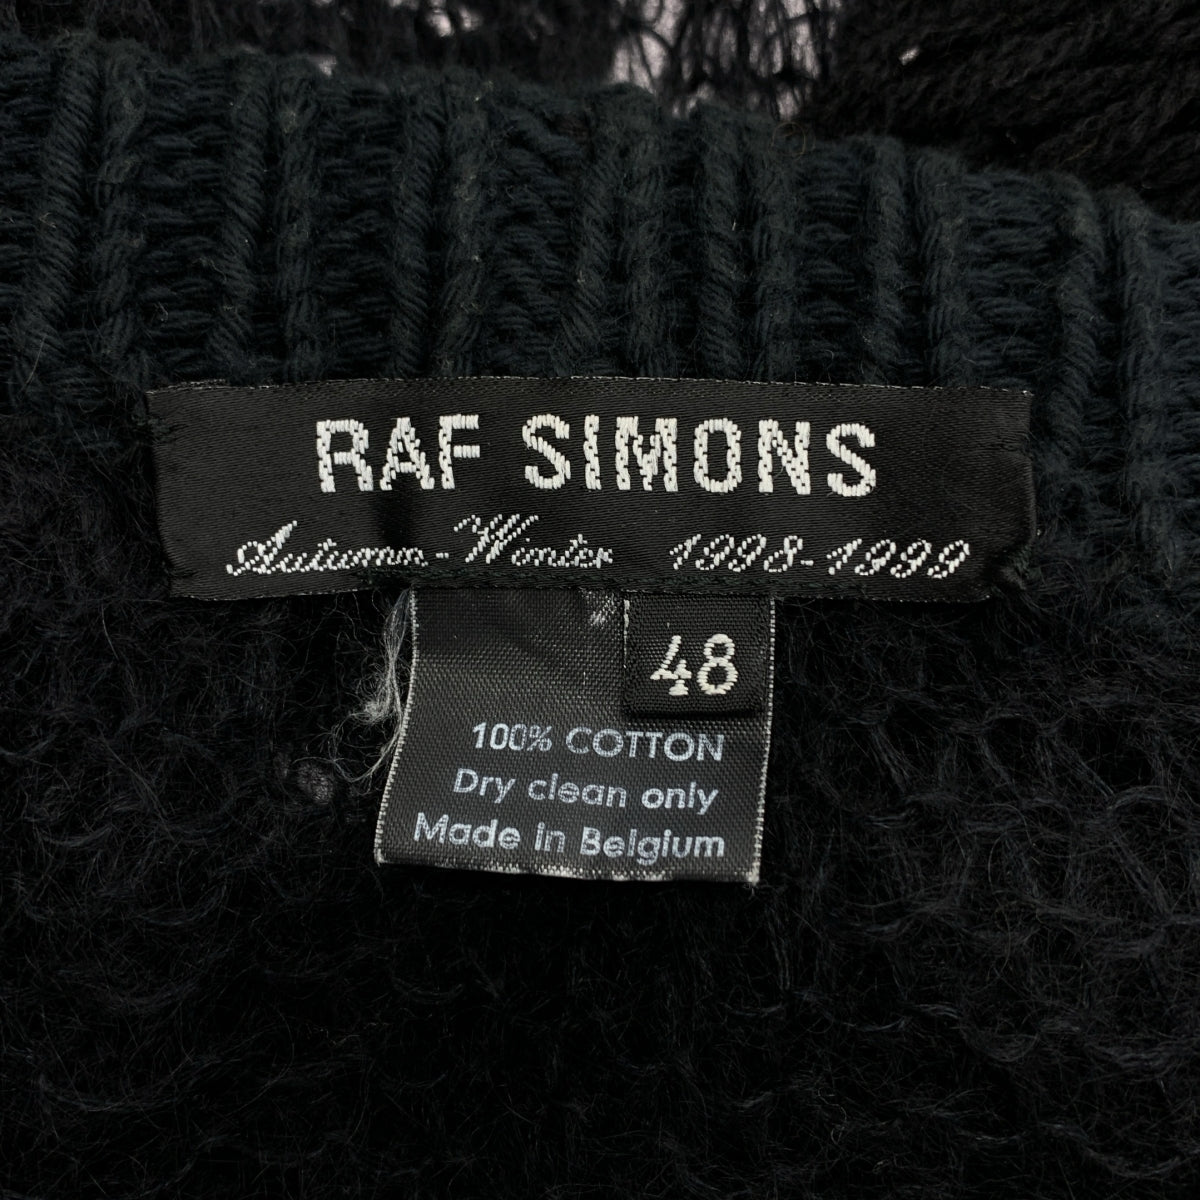 RAF SIMONS
Autumn-Winter 1998-1999
48
100% COTTON
Dry clean only
Made in Belgium